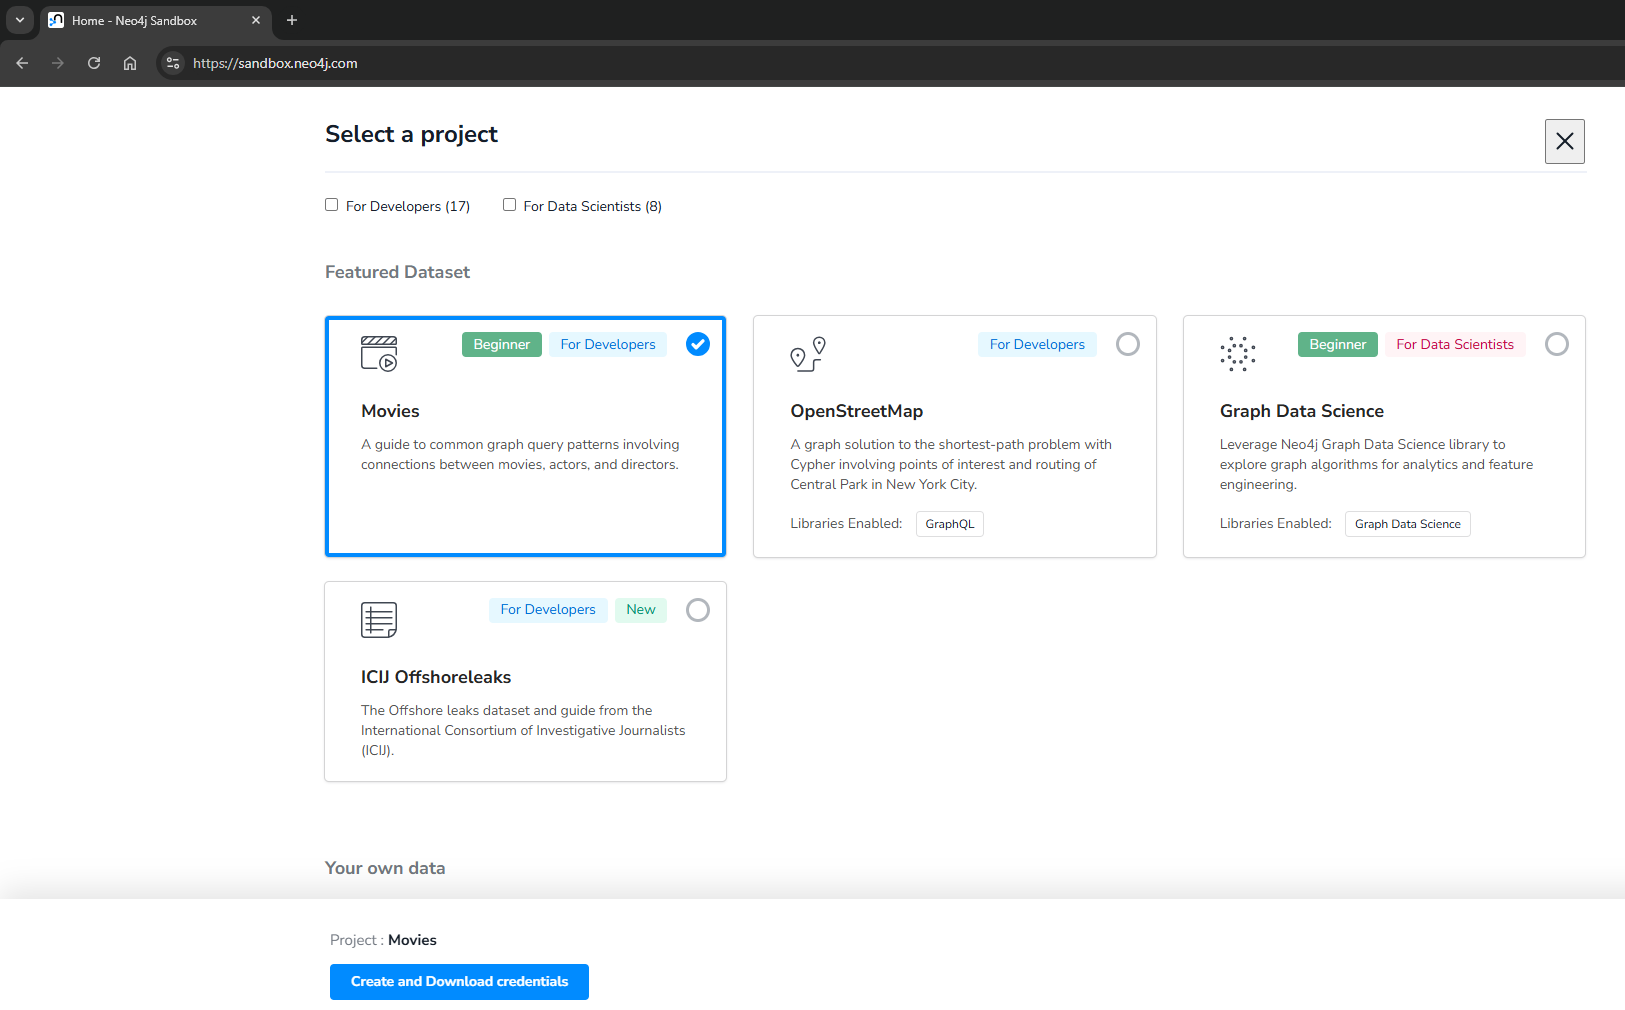 Home - Neo4j Sandbox
https://sandbox.neo4j.com
Select a project
For Developers (17)
For Data Scientists (8)
Featured Dataset
Beginner
For Developers
Movies
A guide to common graph query patterns involving
connections between movies, actors, and directors.
For Developers
OpenStreetMap
A graph solution to the shortest-path problem with
Cypher involving points of interest and routing of
Central Park in New York City.
Libraries Enabled:
GraphQL
Beginner
For Data Scientists
Graph Data Science
Leverage Neo4j Graph Data Science library to
explore graph algorithms for analytics and feature
engineering.
Libraries Enabled:
Graph Data Science
For Developers
New
ICIJ Offshoreleaks
The Offshore leaks dataset and guide from the
International Consortium of Investigative Journalists
(ICIJ).
Your own data
Project : Movies
Create and Download credentials